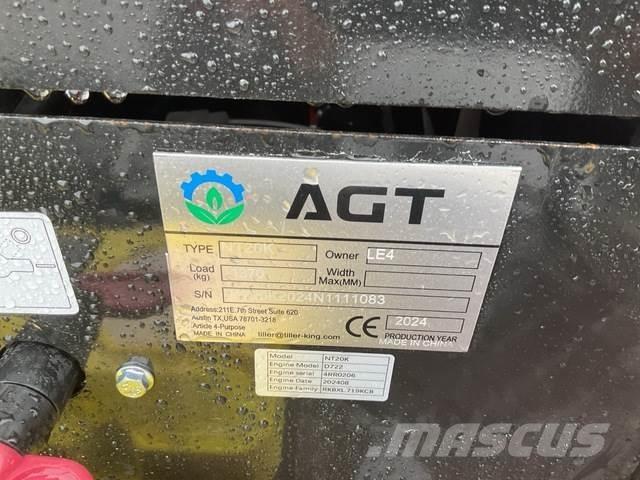 AGT
TYPE NT20K Owner LE4
Load (kg) Width Max(MM)
S/N 2024N1111083
Address:211E.7th Street Suite 620
Austin TX,USA 78701-3218
Article 4-Purpose
MADE IN CHINA tiller@tiller-king.com
CE 2024
PRODUCTION YEAR
MADE IN CHINA
Model NT20K
Engine Model D722
Engine serial 4RR0206
Engine Date 202408
Engine Family RKBXL.719KCB
MASCUS